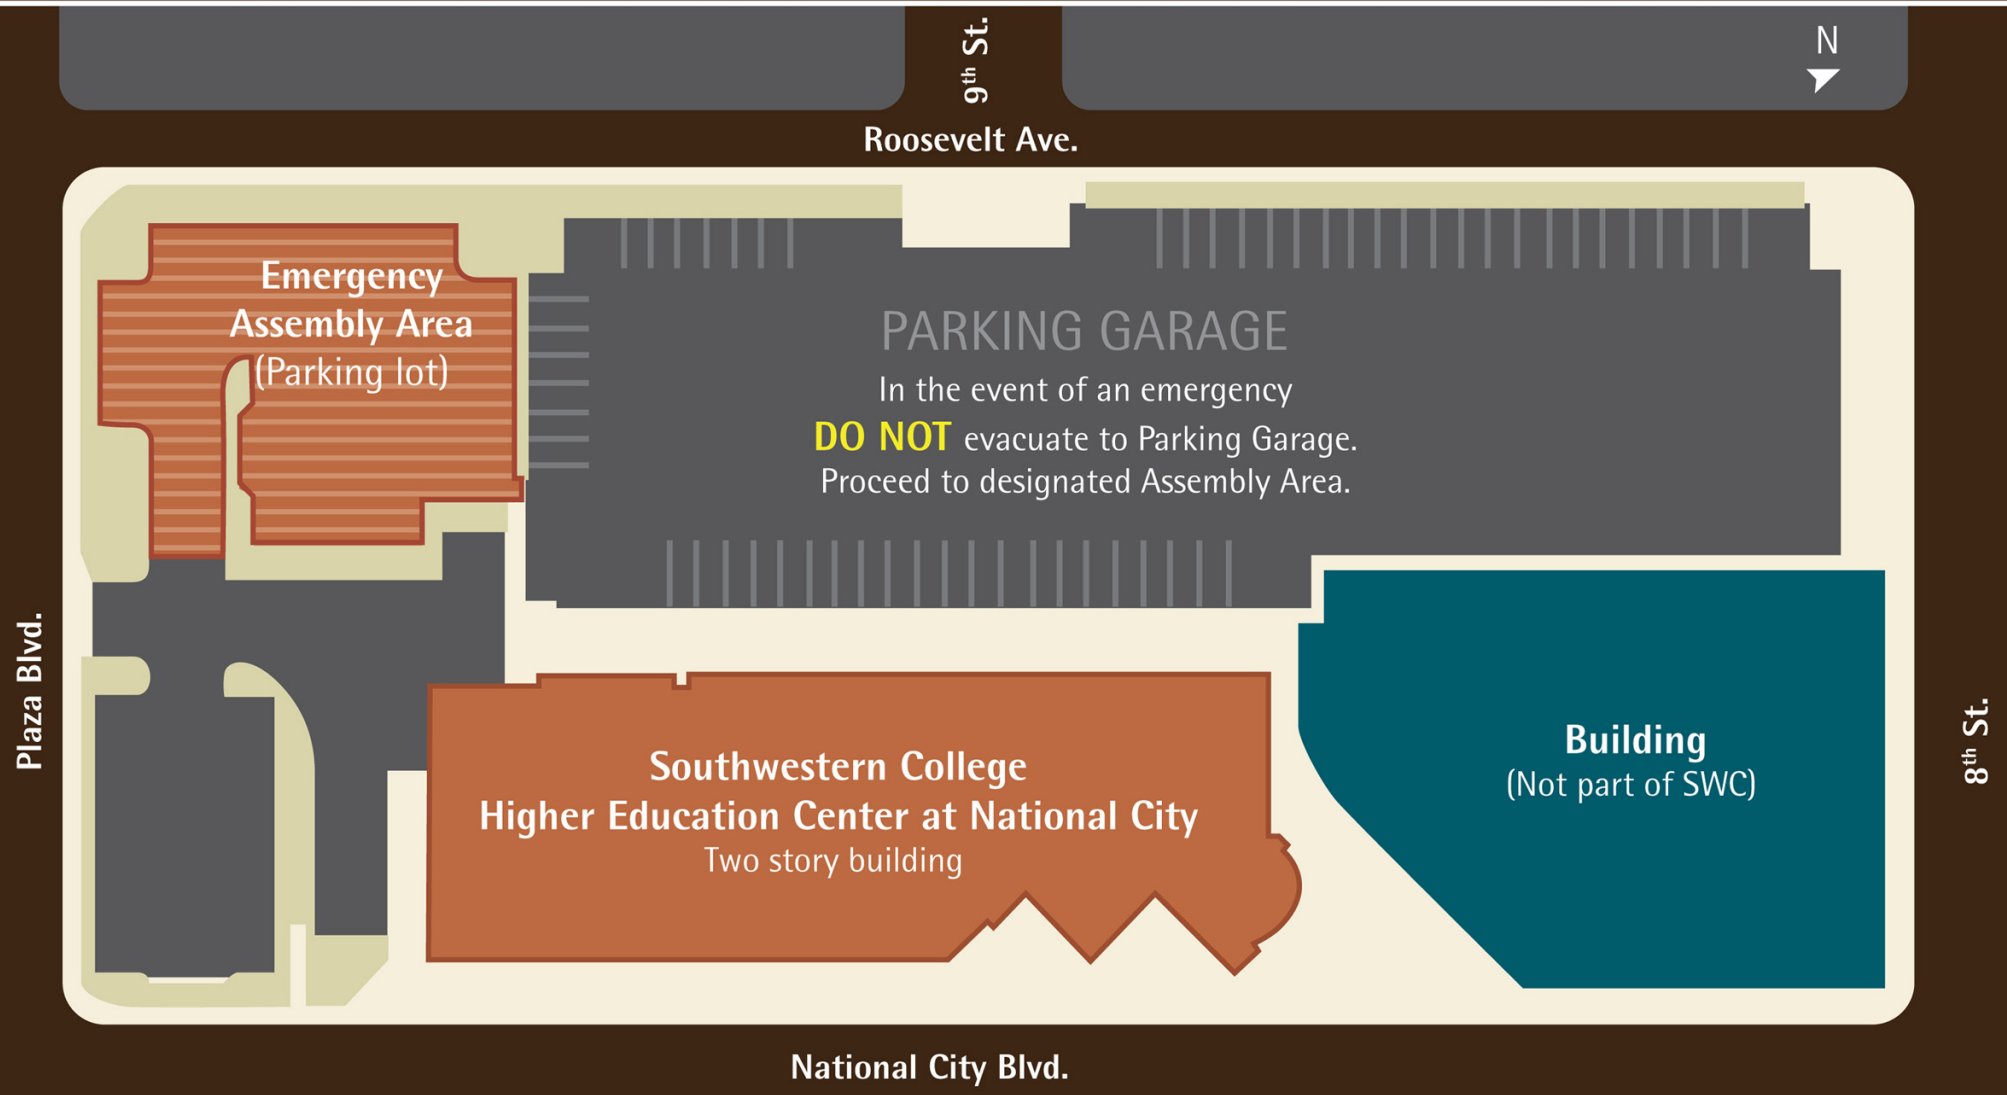 9th St.
N
Roosevelt Ave.
Emergency
Assembly Area
(Parking lot)
PARKING GARAGE
In the event of an emergency
DO NOT evacuate to Parking Garage.
Proceed to designated Assembly Area.
Plaza Blvd.
Southwestern College
Higher Education Center at National City
Two story building
Building
(Not part of SWC)
8th St.
National City Blvd.